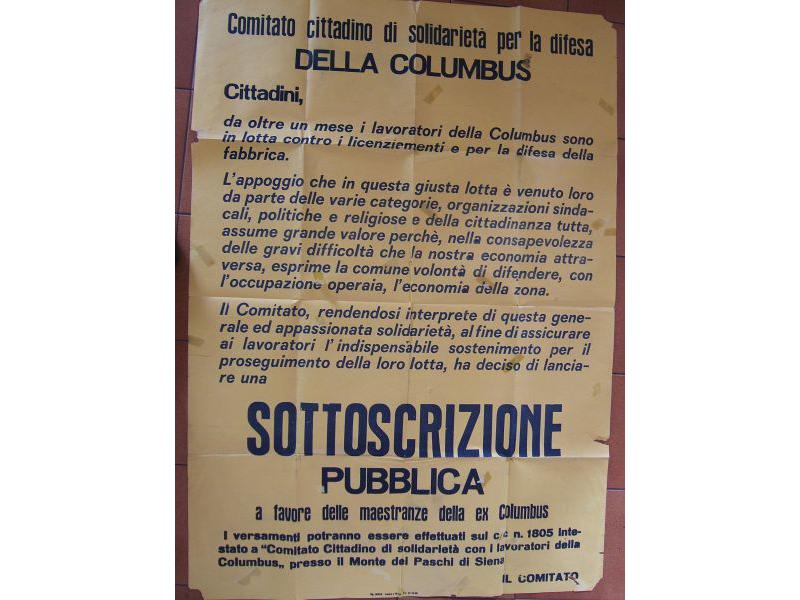 Comitato cittadino di solidarietà per la difesa
DELLA COLUMBUS
Cittadini,
da oltre un mese i lavoratori della Columbus sono
in lotta contro i licenziementi e per la difesa della
fabbrica.
L'appoggio che in questa giusta lotta è venuto loro
da parte delle varie categorie, organizzazioni sinda-
cali, politiche e religiose e della cittadinanza tutta,
assume grande valore perchè, nella consapevolezza
delle gravi difficoltà che la nostra economia attra-
versa, esprime la comune volontà di difendere, con
l'occupazione operaia, l'economia della zona.
Il Comitato, rendendosi interprete di questa gene-
rale ed appassionata solidarietà, al fine di assicurare
ai lavoratori l'indispensabile sostenimento per il
proseguimento della loro lotta, ha deciso di lancia-
re una
SOTTOSCRIZIONE
PUBBLICA
a favore delle maestranze della ex Columbus
I versamenti potranno essere effettuati sul c/c n. 1805 inte-
stato a "Comitato Cittadino di solidarietà con i lavoratori della
Columbus„ presso il Monte dei Paschi di Siena
IL COMITATO